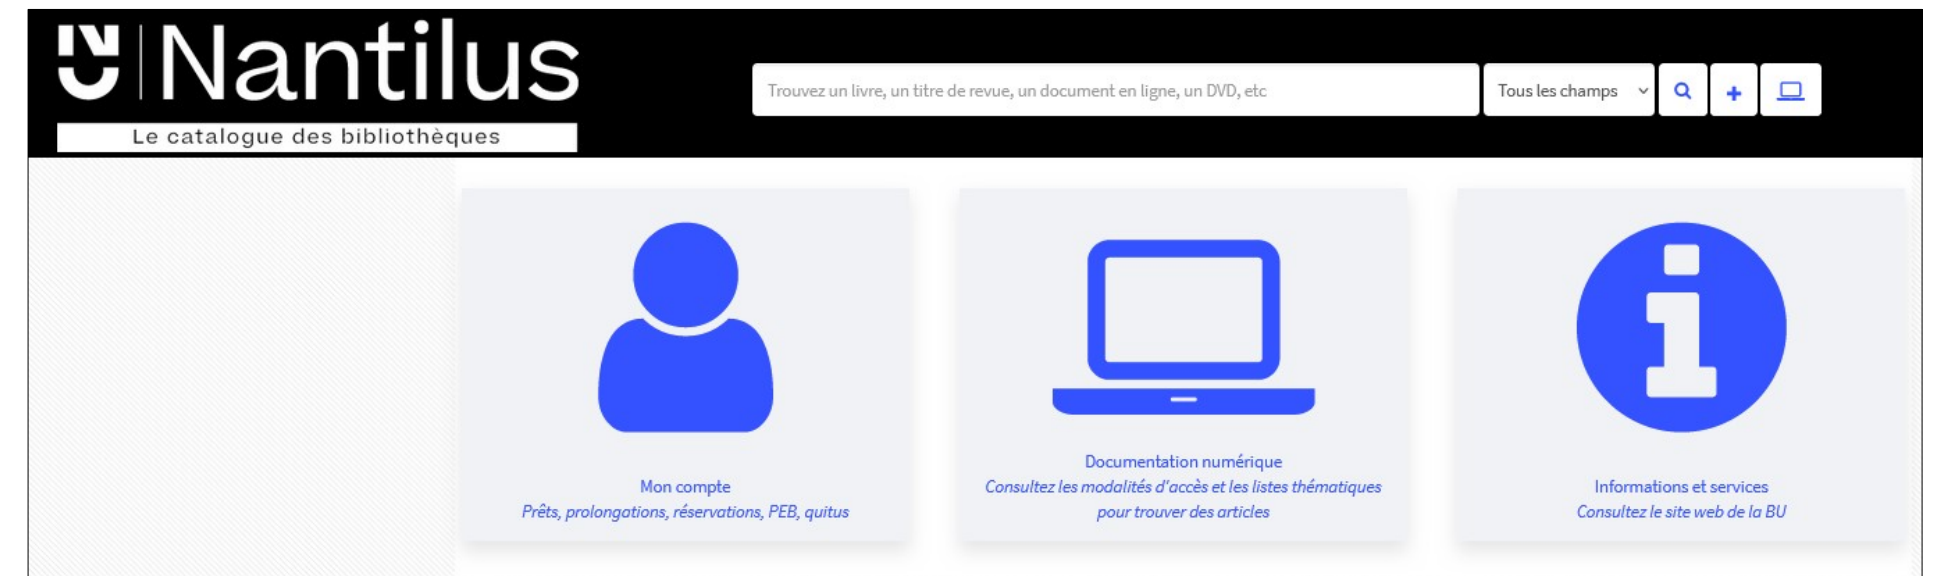 NU Nantilus
Le catalogue des bibliothèques
Trouvez un livre, un titre de revue, un document en ligne, un DVD, etc
Tous les champs
Mon compte
Prêts, prolongations, réservations, PEB, quitus
Documentation numérique
Consultez les modalités d'accès et les listes thématiques
pour trouver des articles
Informations et services
Consultez le site web de la BU